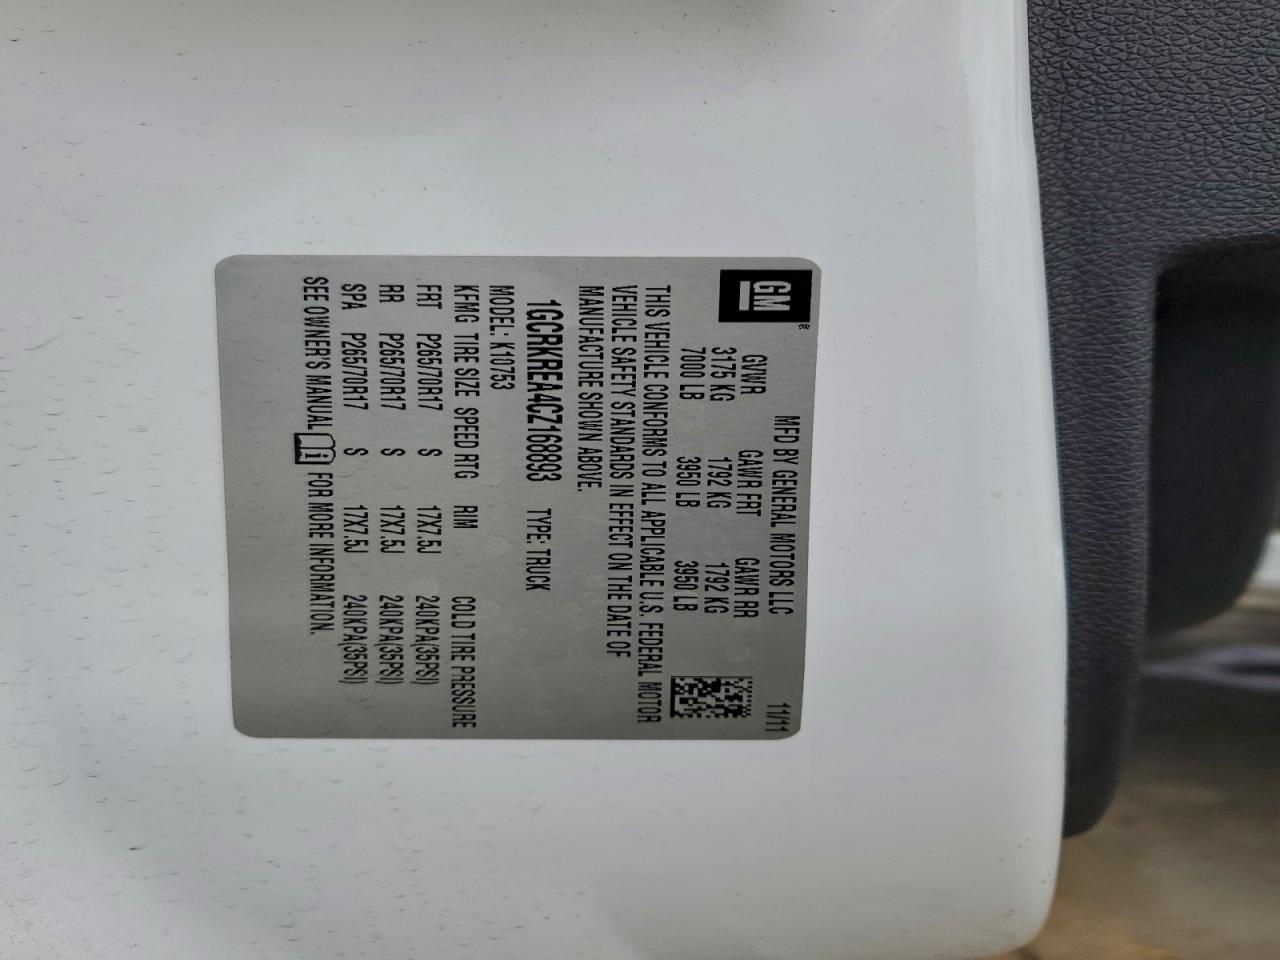 GM®
MFD BY GENERAL MOTORS LLC 11/11
GVWR GAWR FRT GAWR RR
3175 KG 1792 KG 1792 KG
7000 LB 3950 LB 3950 LB
THIS VEHICLE CONFORMS TO ALL APPLICABLE U.S. FEDERAL MOTOR
VEHICLE SAFETY STANDARDS IN EFFECT ON THE DATE OF
MANUFACTURE SHOWN ABOVE.
1GCRKREA4CZ168893 TYPE: TRUCK
MODEL: K10753
KFMG TIRE SIZE SPEED RTG RIM COLD TIRE PRESSURE
FRT P265/70R17 S 17X7.5J 240KPA(35PSI)
RR P265/70R17 S 17X7.5J 240KPA(35PSI)
SPA P265/70R17 S 17X7.5J 240KPA(35PSI)
SEE OWNER'S MANUAL FOR MORE INFORMATION.